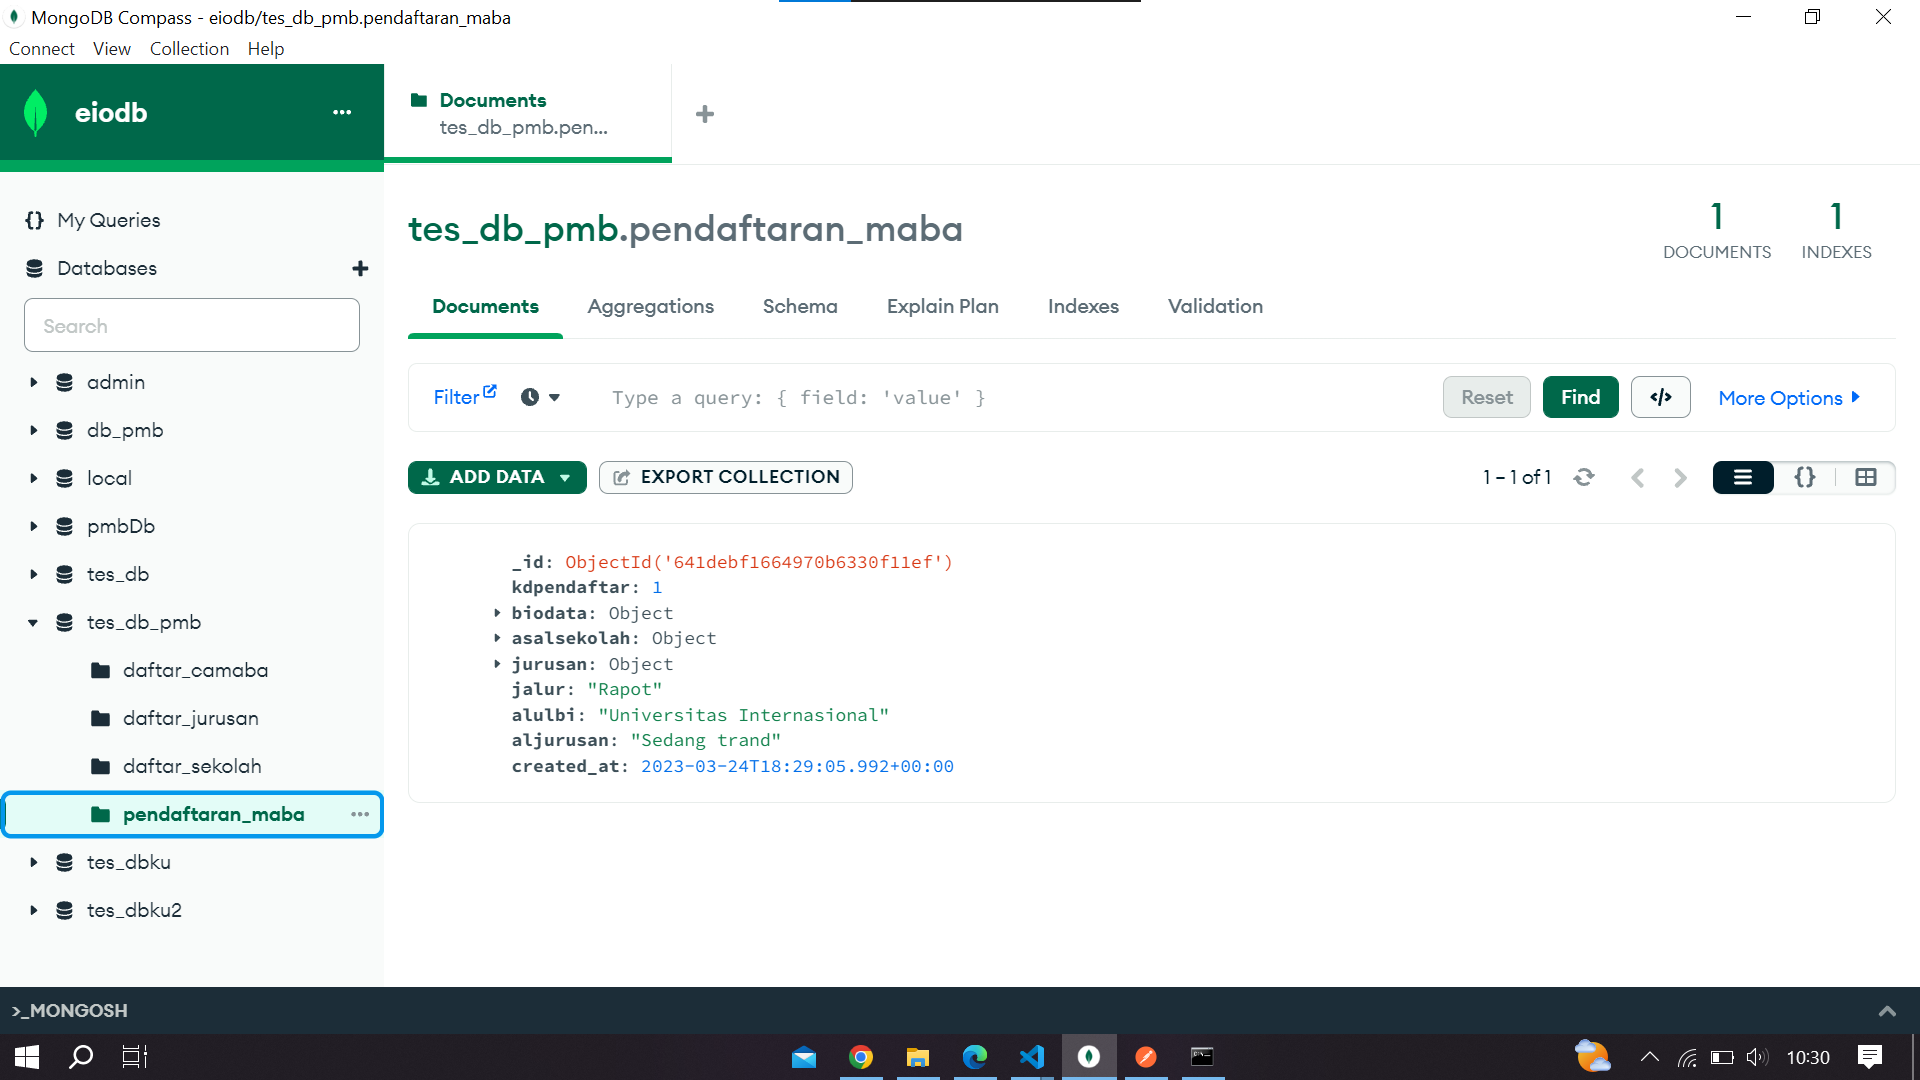 MongoDB Compass - eiodb/tes_db_pmb.pendaftaran_maba
Connect View Collection Help
eiodb
Documents
tes_db_pmb.pen...
My Queries
Databases
Search
admin
db_pmb
local
pmbDb
tes_db
tes_db_pmb
daftar_camaba
daftar_jurusan
daftar_sekolah
pendaftaran_maba
tes_dbku
tes_dbku2
tes_db_pmb.pendaftaran_maba
1 DOCUMENTS
1 INDEXES
Documents Aggregations Schema Explain Plan Indexes Validation
Filter Type a query: { field: 'value' } Reset Find </> More Options
ADD DATA EXPORT COLLECTION 1 – 1 of 1 {}
_id: ObjectId('641debf1664970b6330f11ef')
kdpendaftar: 1
biodata: Object
asalsekolah: Object
jurusan: Object
jalur: "Rapot"
alulbi: "Universitas Internasional"
aljurusan: "Sedang trand"
created_at: 2023-03-24T18:29:05.992+00:00
>_MONGOSH
10:30